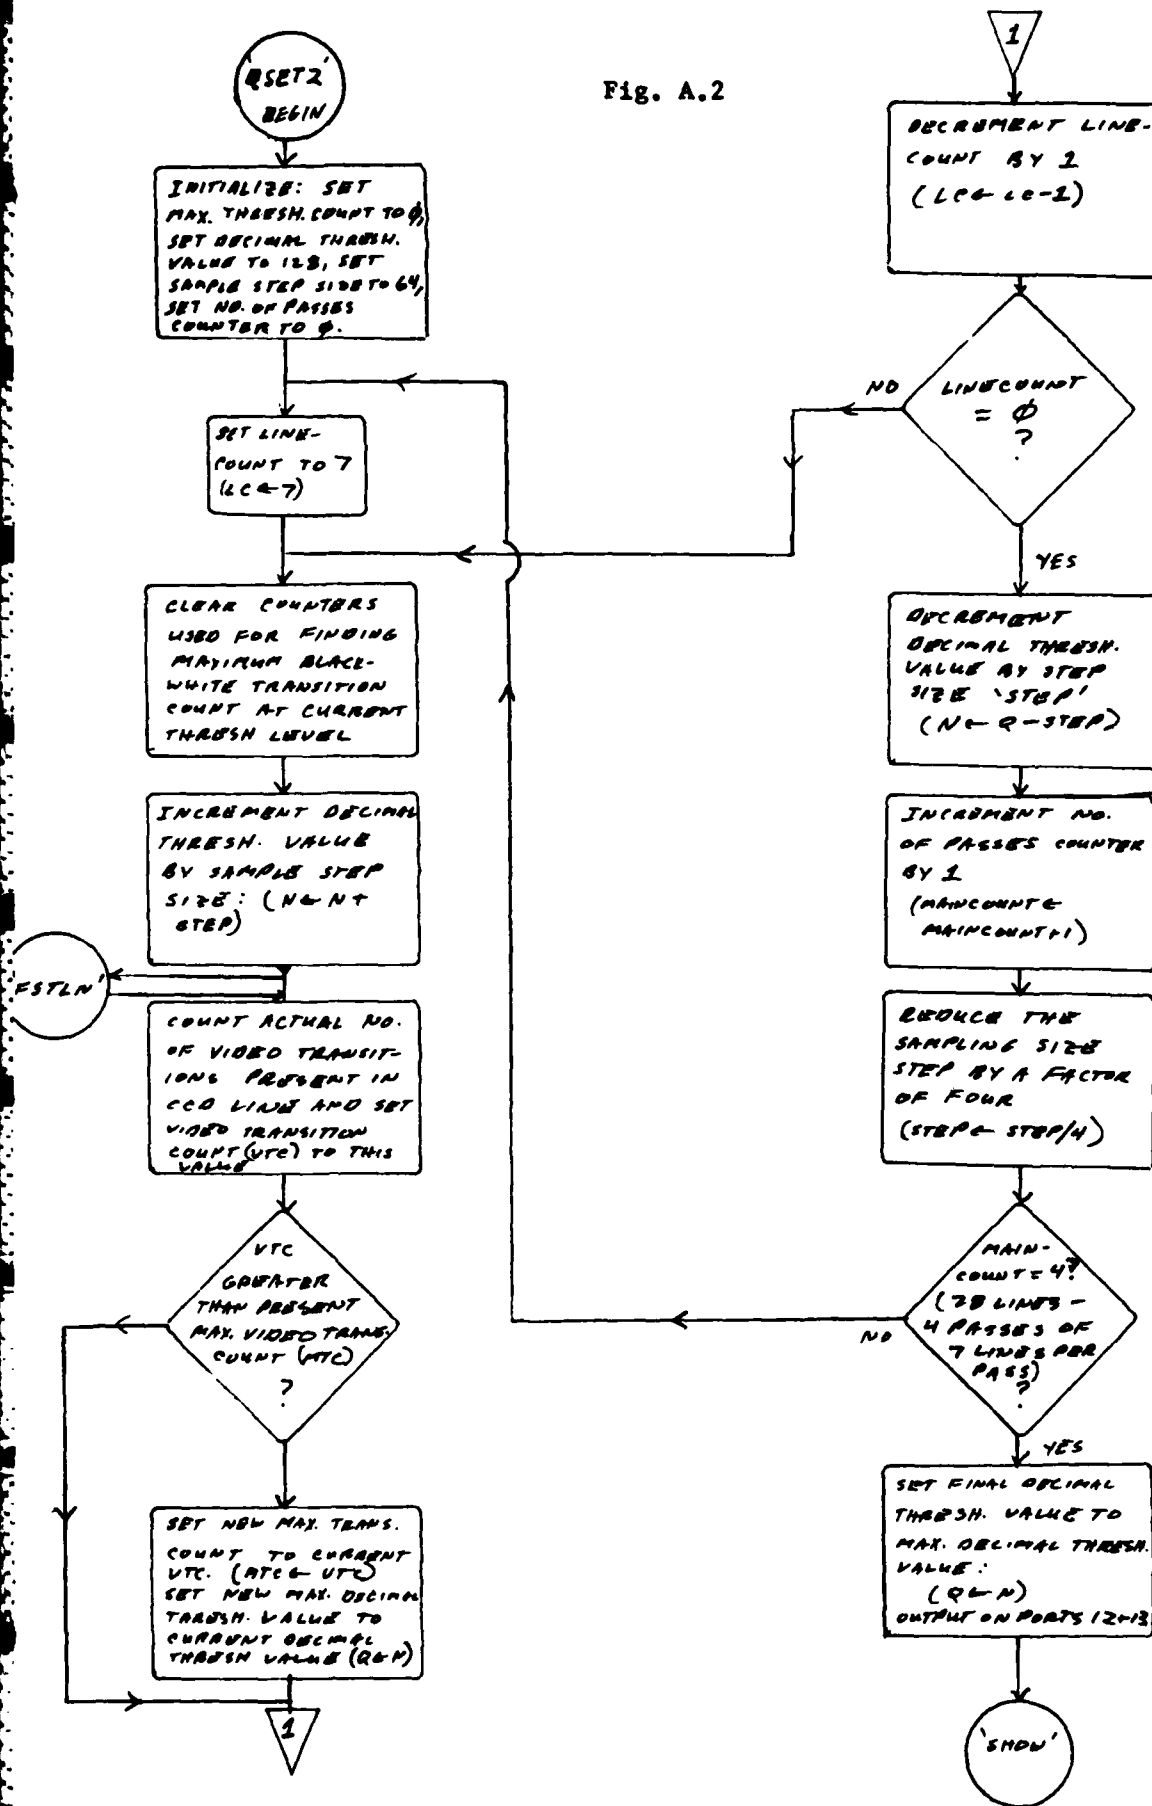 'QSET2'
BEGIN
Fig. A.2
INITIALIZE: SET
MAX. THRESH. COUNT TO φ,
SET DECIMAL THRESH.
VALUE TO 128, SET
SAMPLE STEP SIZE TO 64,
SET NO. OF PASSES
COUNTER TO φ.
SET LINE-
COUNT TO 7
(LC←7)
CLEAR COUNTERS
USED FOR FINDING
MAXIMUM BLACK-
WHITE TRANSITION
COUNT AT CURRENT
THRESH LEVEL
INCREMENT DECIMAL
THRESH. VALUE
BY SAMPLE STEP
SIZE: (N←N+
STEP)
FSTLN'
COUNT ACTUAL NO.
OF VIDEO TRANSIT-
IONS PRESENT IN
CCD LINE AND SET
VIDEO TRANSITION
COUNT (VTC) TO THIS
VALUE
VTC
GREATER
THAN PRESENT
MAX. VIDEO TRANS.
COUNT (MTC)
?
SET NEW MAX. TRANS.
COUNT TO CURRENT
VTC. (MTC←VTC)
SET NEW MAX. DECIMAL
THRESH. VALUE TO
CURRENT DECIMAL
THRESH VALUE (Q←N)
1
1
DECREMENT LINE-
COUNT BY 1
(LC←LC-1)
LINECOUNT
= φ
?
NO
YES
DECREMENT
DECIMAL THRESH.
VALUE BY STEP
SIZE 'STEP'
(N←Q-STEP)
INCREMENT NO.
OF PASSES COUNTER
BY 1
(MAINCOUNT←
MAINCOUNT+1)
REDUCE THE
SAMPLING SIZE
STEP BY A FACTOR
OF FOUR
(STEP←STEP/4)
MAIN-
COUNT=4?
(28 LINES-
4 PASSES OF
7 LINES PER
PASS)
?
NO
YES
SET FINAL DECIMAL
THRESH. VALUE TO
MAX. DECIMAL THRESH.
VALUE:
(Q←N)
OUTPUT ON PORTS 12+13
'SHOW'